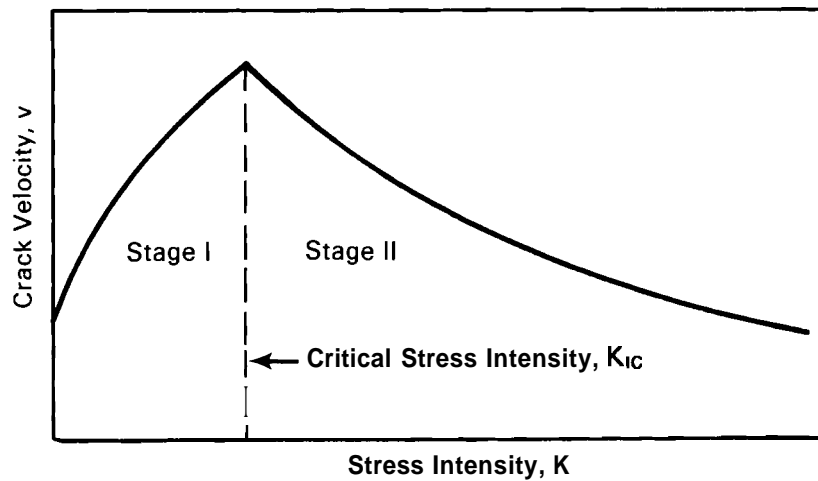 Crack Velocity, v
Stage I
Stage II
Critical Stress Intensity, KIC
Stress Intensity, K